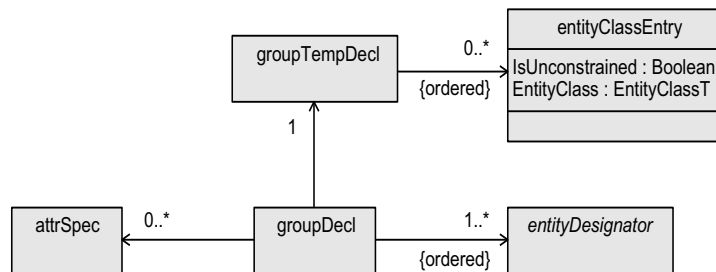 entityClassEntry
groupTempDecl
0..*
{ordered}
IsUnconstrained : Boolean
EntityClass : EntityClassT
1
attrSpec
0..*
groupDecl
1..*
{ordered}
entityDesignator